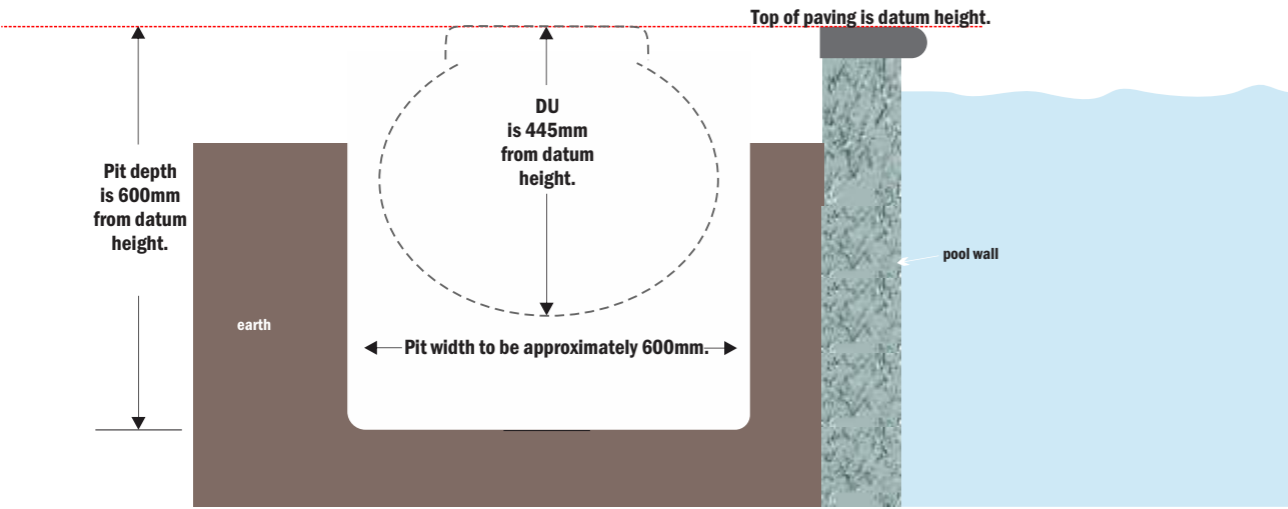 Top of paving is datum height.
DU
is 445mm
from datum
height.
Pit depth
is 600mm
from datum
height.
pool wall
earth
Pit width to be approximately 600mm.